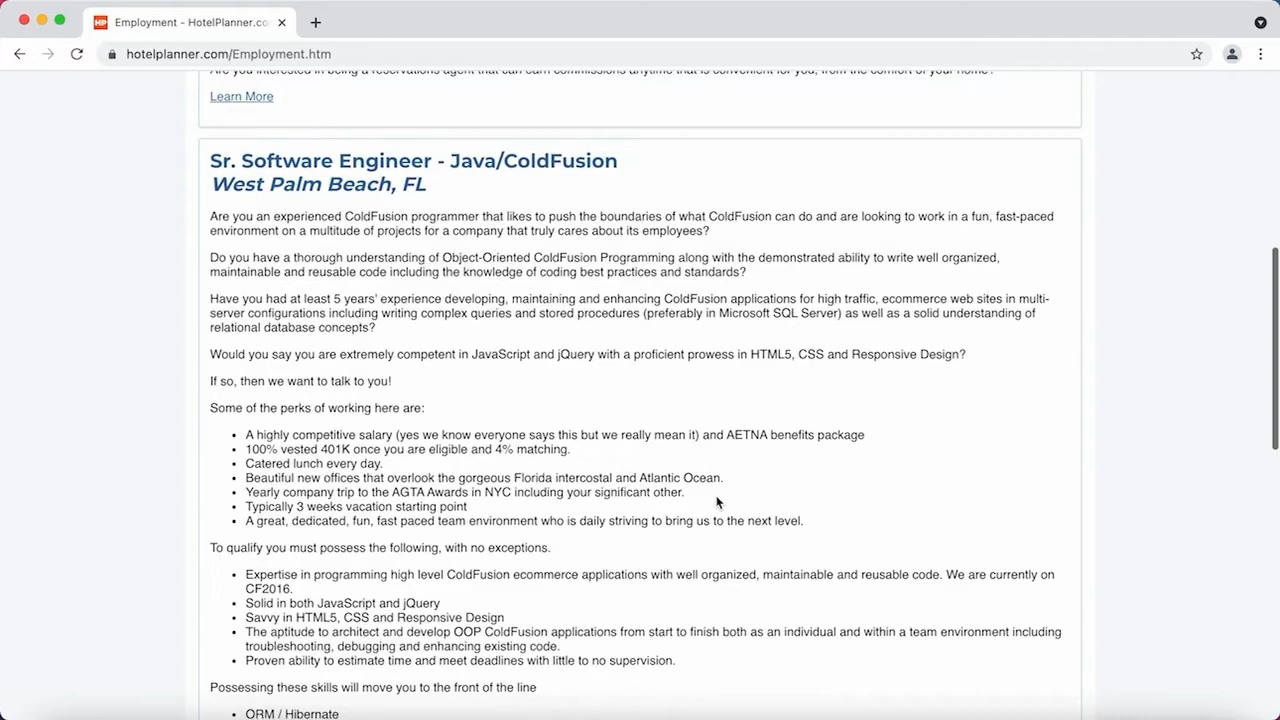 Employment - HotelPlanner.co
hotelplanner.com/Employment.htm
Are you interested in being a reservations agent that can earn commissions anytime that is convenient for you, from the comfort of your home?
Learn More
Sr. Software Engineer - Java/ColdFusion
West Palm Beach, FL
Are you an experienced ColdFusion programmer that likes to push the boundaries of what ColdFusion can do and are looking to work in a fun, fast-paced
environment on a multitude of projects for a company that truly cares about its employees?
Do you have a thorough understanding of Object-Oriented ColdFusion Programming along with the demonstrated ability to write well organized,
maintainable and reusable code including the knowledge of coding best practices and standards?
Have you had at least 5 years' experience developing, maintaining and enhancing ColdFusion applications for high traffic, ecommerce web sites in multi-
server configurations including writing complex queries and stored procedures (preferably in Microsoft SQL Server) as well as a solid understanding of
relational database concepts?
Would you say you are extremely competent in JavaScript and jQuery with a proficient prowess in HTML5, CSS and Responsive Design?
If so, then we want to talk to you!
Some of the perks of working here are:
• A highly competitive salary (yes we know everyone says this but we really mean it) and AETNA benefits package
• 100% vested 401K once you are eligible and 4% matching.
• Catered lunch every day.
• Beautiful new offices that overlook the gorgeous Florida intercostal and Atlantic Ocean.
• Yearly company trip to the AGTA Awards in NYC including your significant other.
• Typically 3 weeks vacation starting point
• A great, dedicated, fun, fast paced team environment who is daily striving to bring us to the next level.
To qualify you must possess the following, with no exceptions.
• Expertise in programming high level ColdFusion ecommerce applications with well organized, maintainable and reusable code. We are currently on
CF2016.
• Solid in both JavaScript and jQuery
• Savvy in HTML5, CSS and Responsive Design
• The aptitude to architect and develop OOP ColdFusion applications from start to finish both as an individual and within a team environment including
troubleshooting, debugging and enhancing existing code.
• Proven ability to estimate time and meet deadlines with little to no supervision.
Possessing these skills will move you to the front of the line
• ORM / Hibernate